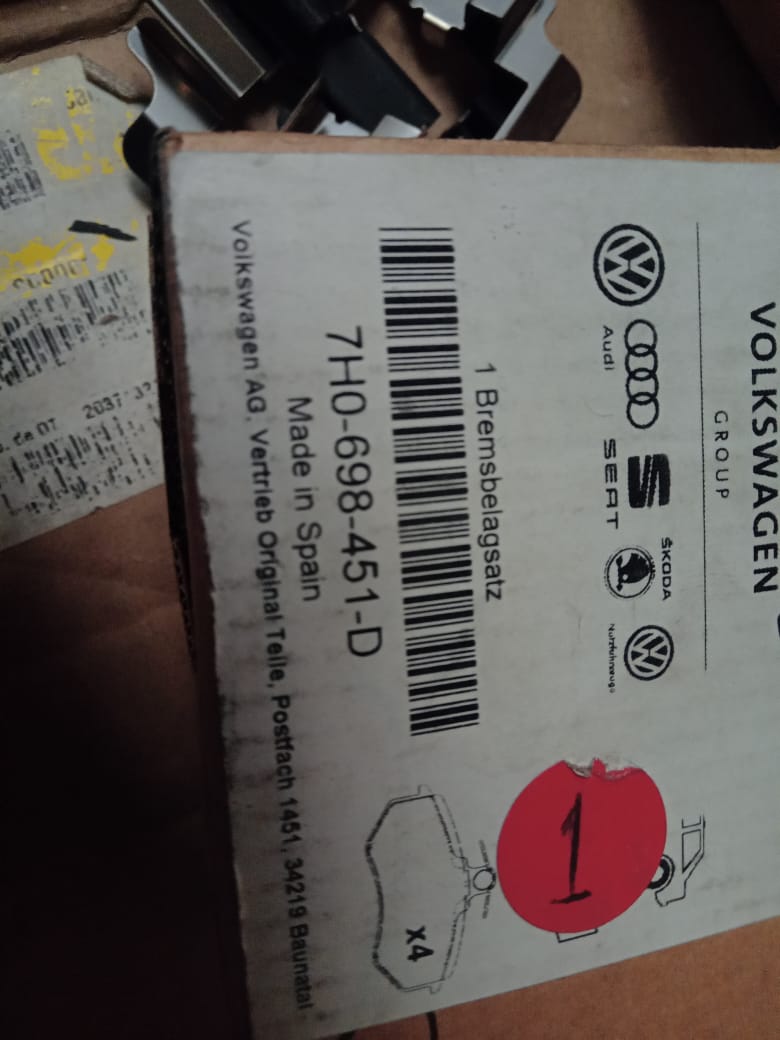 VOLKSWAGEN
GROUP
Audi
SEAT
ŠKODA
Nutzfahrzeuge
1 Bremsbelagsatz
7H0-698-451-D
Made in Spain
Volkswagen AG, Vertrieb Original Teile, Postfach 1451, 34219 Baunatal
x4
1